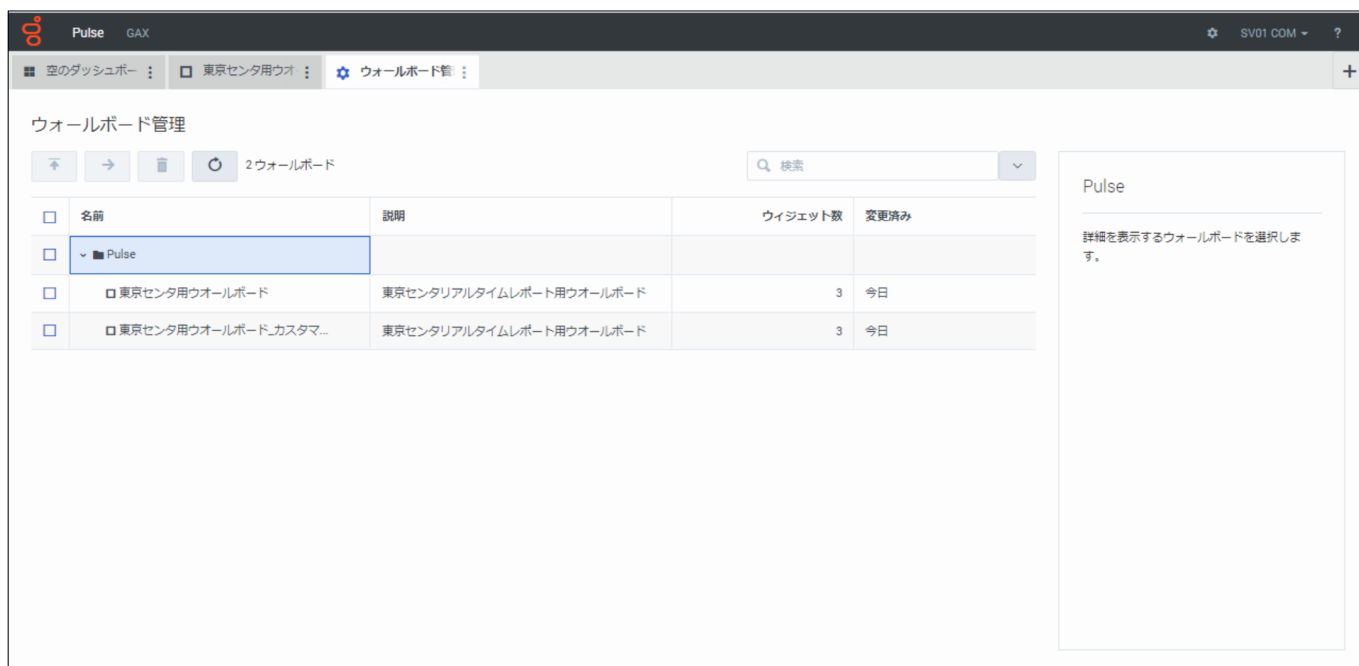 Pulse GAX SV01 COM ?
空のダッシュボー 東京センタ用ウオ ウォールボード管 +
ウォールボード管理
2 ウォールボード 検索
名前 説明 ウィジェット数 変更済み
Pulse
東京センタ用ウオールボード 東京センタリアルタイムレポート用ウオールボード 3 今日
東京センタ用ウオールボード_カスタマ... 東京センタリアルタイムレポート用ウオールボード 3 今日
Pulse
詳細を表示するウォールボードを選択しま
す。